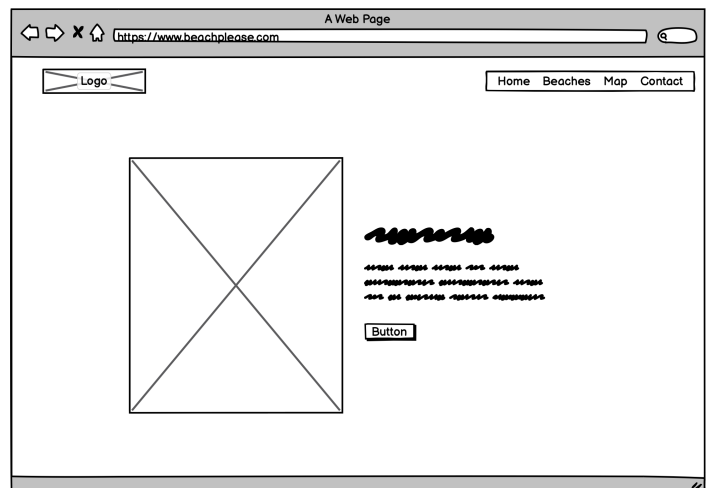 A Web Page
https://www.beachplease.com
Logo
Home Beaches Map Contact
Button